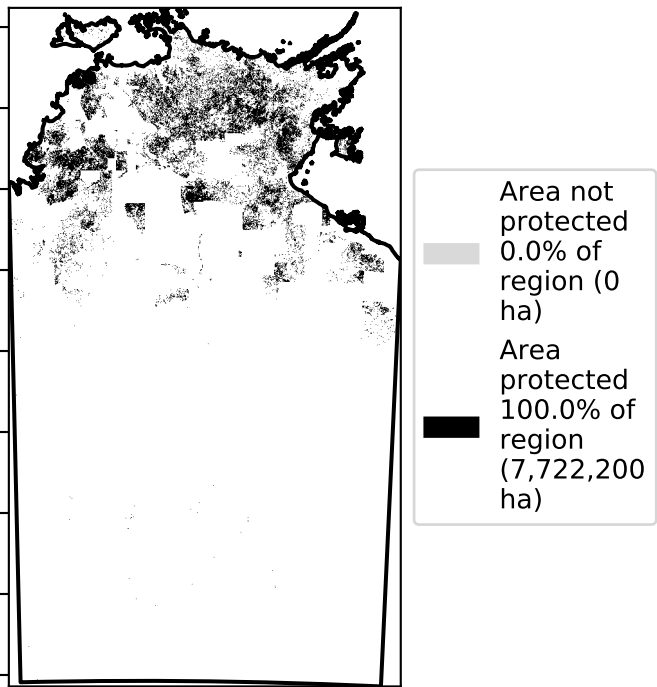 Area not
protected
0.0% of
region (0
ha)
Area
protected
100.0% of
region
(7,722,200
ha)